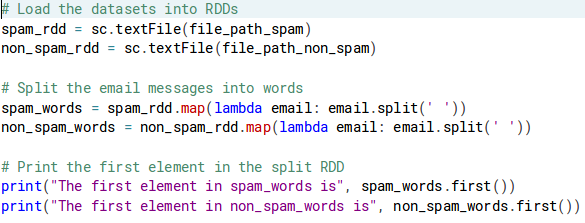 # Load the datasets into RDDs
spam_rdd = sc.textFile(file_path_spam)
non_spam_rdd = sc.textFile(file_path_non_spam)
# Split the email messages into words
spam_words = spam_rdd.map(lambda email: email.split(' '))
non_spam_words = non_spam_rdd.map(lambda email: email.split(' '))
# Print the first element in the split RDD
print("The first element in spam_words is", spam_words.first())
print("The first element in non_spam_words is", non_spam_words.first())